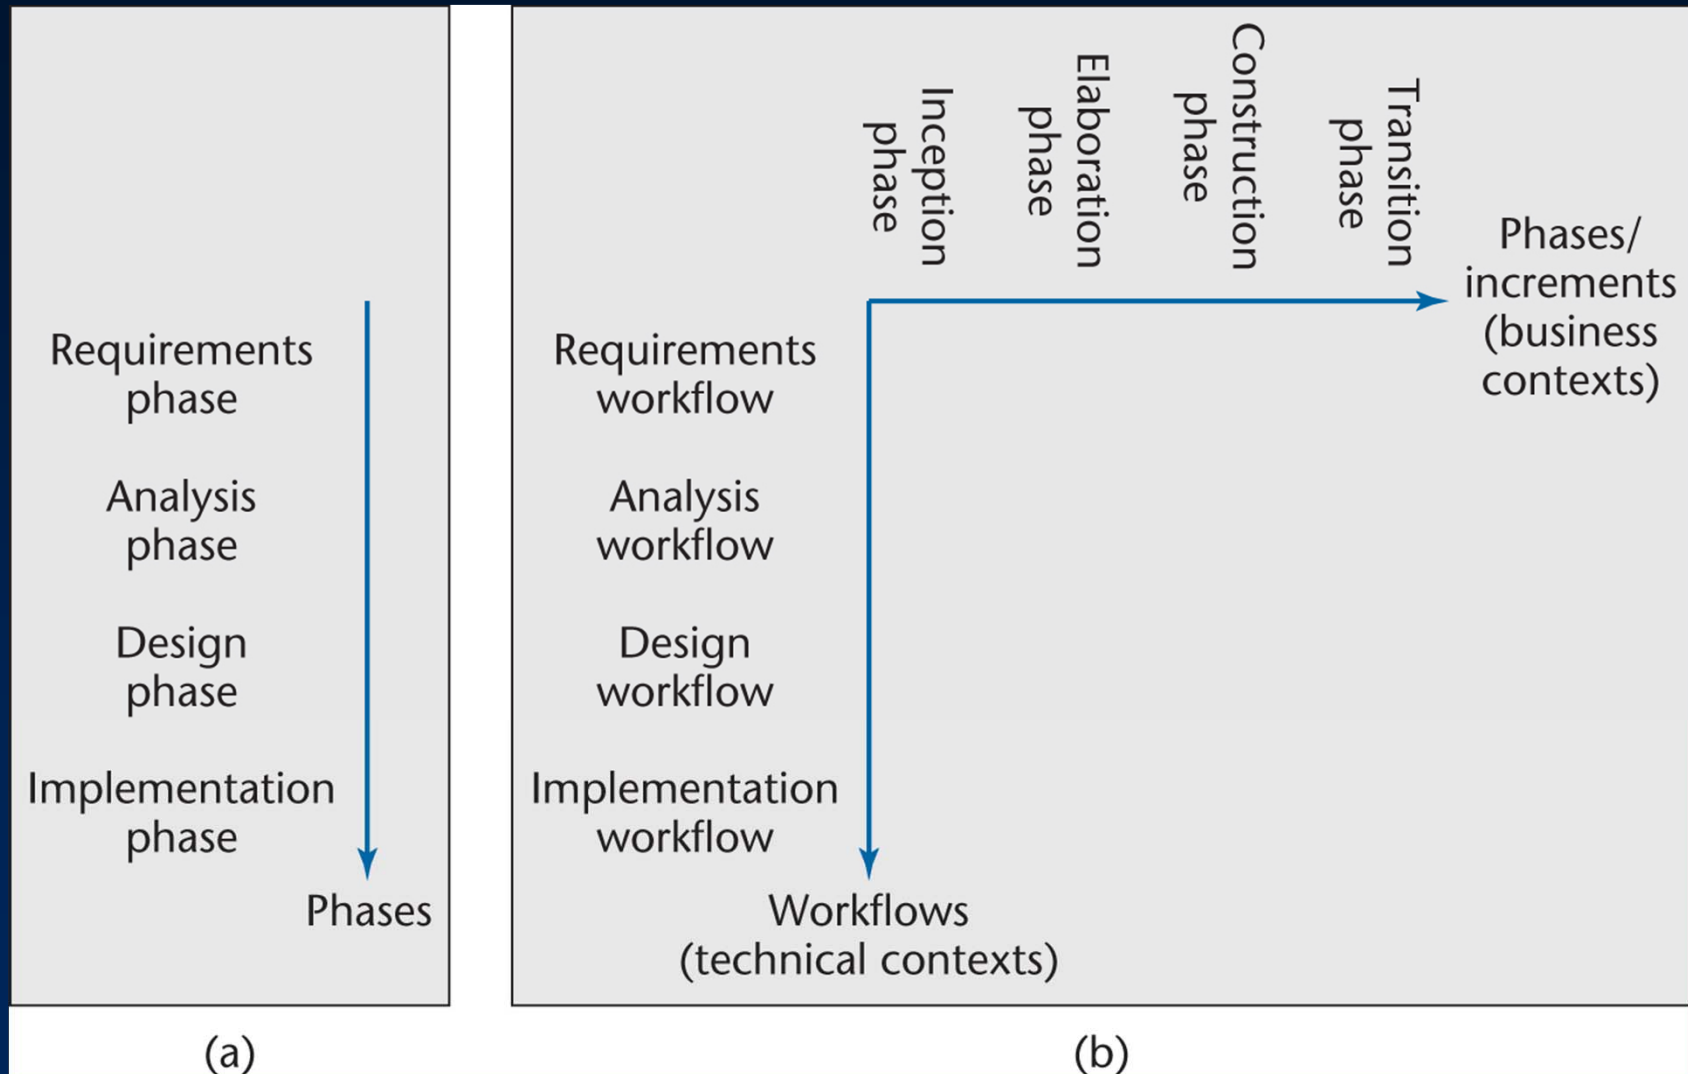 Requirements
phase
Analysis
phase
Design
phase
Implementation
phase
Phases
(a)
Inception
phase
Elaboration
phase
Construction
phase
Transition
phase
Phases/
increments
(business
contexts)
Requirements
workflow
Analysis
workflow
Design
workflow
Implementation
workflow
Workflows
(technical contexts)
(b)